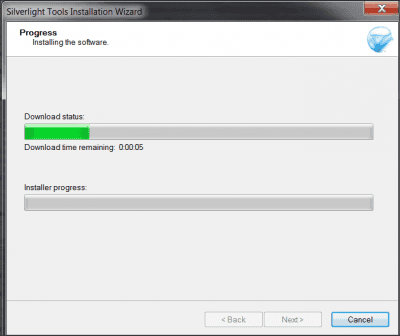 Silverlight Tools Installation Wizard
Progress
Installing the software.
Download status:
Download time remaining: 0:00:05
Installer progress:
< Back
Next >
Cancel